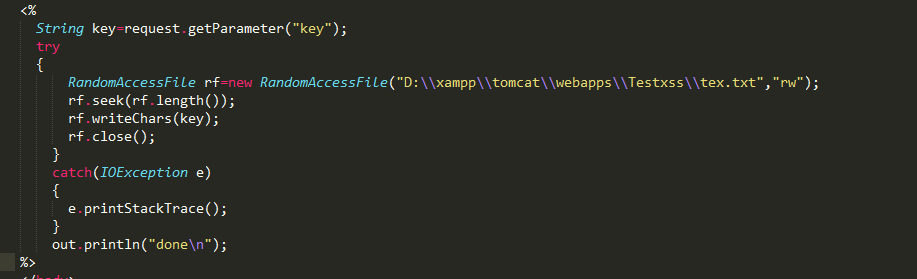 <%
String key=request.getParameter("key");
try
{
RandomAccessFile rf=new RandomAccessFile("D:\\xampp\\tomcat\\webapps\\Testxss\\tex.txt","rw");
rf.seek(rf.length());
rf.writeChars(key);
rf.close();
}
catch(IOException e)
{
e.printStackTrace();
}
out.println("done\n");
%>